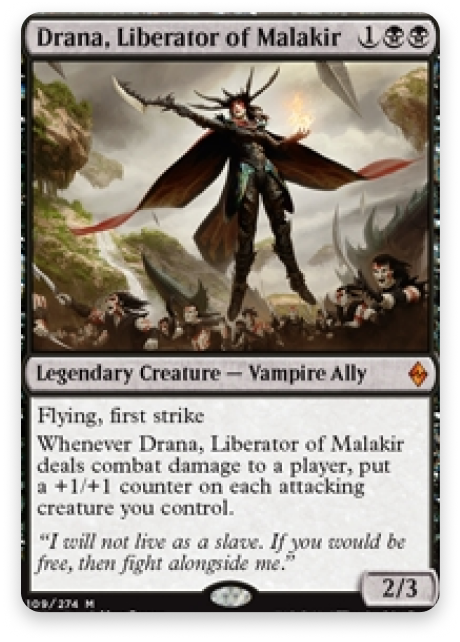 Drana, Liberator of Malakir 1
Legendary Creature — Vampire Ally
Flying, first strike
Whenever Drana, Liberator of Malakir
deals combat damage to a player, put
a +1/+1 counter on each attacking
creature you control.
“I will not live as a slave. If you would be
free, then fight alongside me.”
2/3
109/274 M